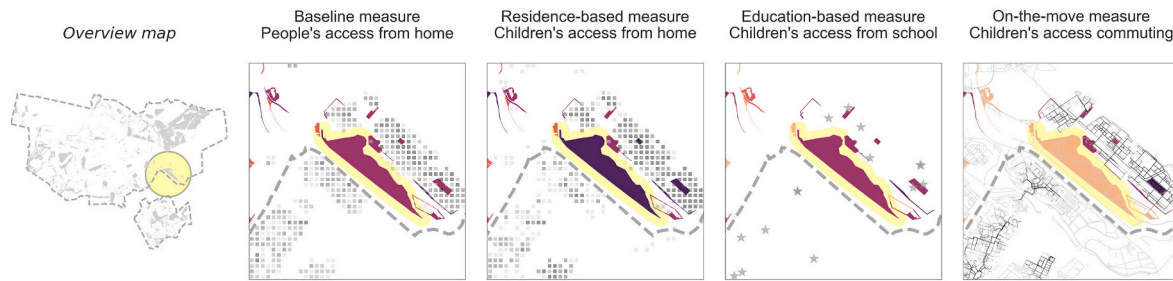 Overview map
Baseline measure
People's access from home
Residence-based measure
Children's access from home
Education-based measure
Children's access from school
On-the-move measure
Children's access commuting